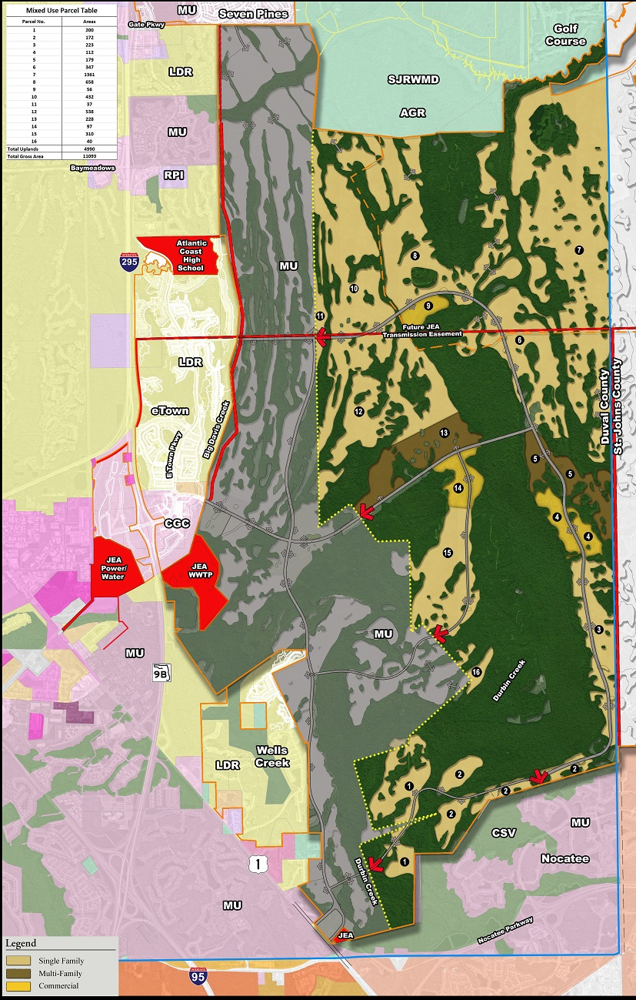 Mixed Use Parcel Table
Parcel No. Areas
1 200
2 172
3 223
4 112
5 179
6 347
7 1361
8 658
9 56
10 432
11 37
12 538
13 228
14 97
15 310
16 40
Total Uplands 4990
Total Gross Area 11093
MU
Seven Pines
Gate Pkwy
Golf
Course
LDR
SJRWMD
AGR
MU
Baymeadows
RPI
Atlantic
Coast
High
School
INTERSTATE
295
MU
7
8
10
9
11
Future JEA
Transmission Easement
6
LDR
Duval County
St. Johns County
eTown
Big Davis Creek
12
13
E Town Pkwy
5
5
14
CGC
4
4
JEA
Power/
Water
JEA
WWTP
15
MU
3
MU
9B
16
Durbin Creek
LDR
Wells
Creek
2
2
1
2
2
CSV
MU
Nocatee
1
1
Durbin Creek
MU
JEA
Nocatee Parkway
INTERSTATE
95
Legend
Single Family
Multi-Family
Commercial